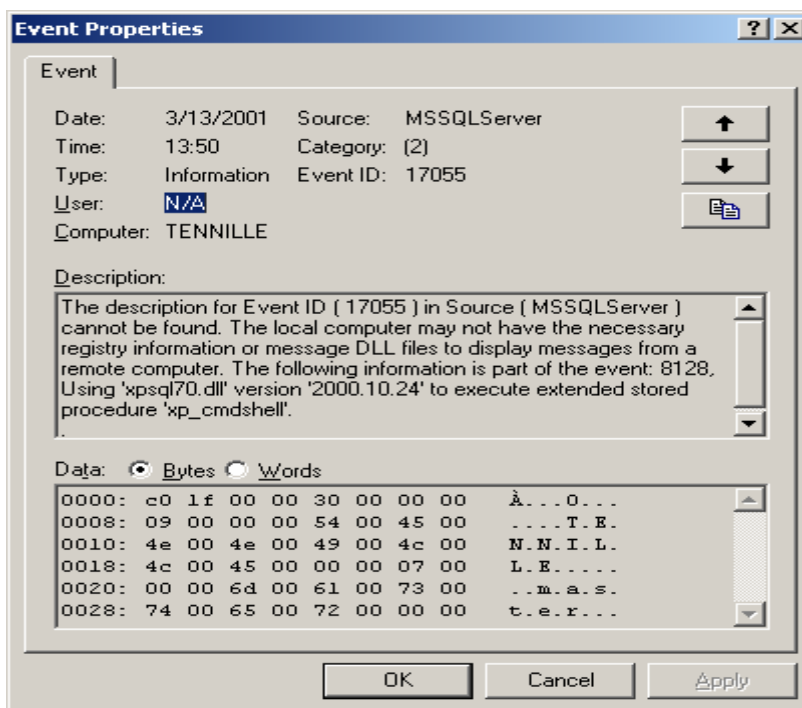 Event Properties
Event
Date: 3/13/2001 Source: MSSQLServer
Time: 13:50 Category: (2)
Type: Information Event ID: 17055
User: N/A
Computer: TENNILLE
Description:
The description for Event ID ( 17055 ) in Source ( MSSQLServer )
cannot be found. The local computer may not have the necessary
registry information or message DLL files to display messages from a
remote computer. The following information is part of the event: 8128,
Using 'xpsql70.dll' version '2000.10.24' to execute extended stored
procedure 'xp_cmdshell'.
.
Data: Bytes Words
0000: c0 1f 00 00 30 00 00 00 À...0...
0008: 09 00 00 00 54 00 45 00 ....T.E.
0010: 4e 00 4e 00 49 00 4c 00 N.N.I.L.
0018: 4c 00 45 00 00 00 07 00 L.E.....
0020: 00 00 6d 00 61 00 73 00 ..m.a.s.
0028: 74 00 65 00 72 00 00 00 t.e.r...
OK Cancel Apply